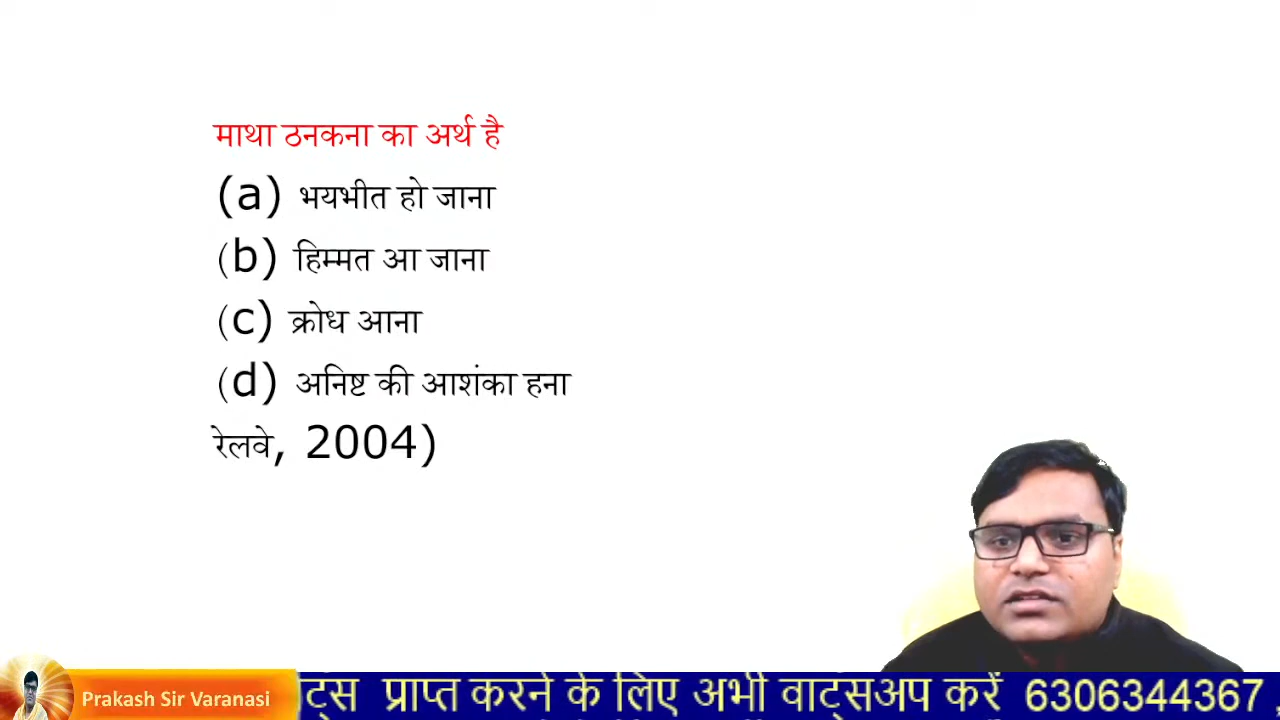 माथा ठनकना का अर्थ है
(a) भयभीत हो जाना
(b) हिम्मत आ जाना
(c) क्रोध आना
(d) अनिष्ट की आशंका हना
रेलवे, 2004)
Prakash Sir Varanasi
प्राप्त करने के लिए अभी वाट्सअप करें 6306344367